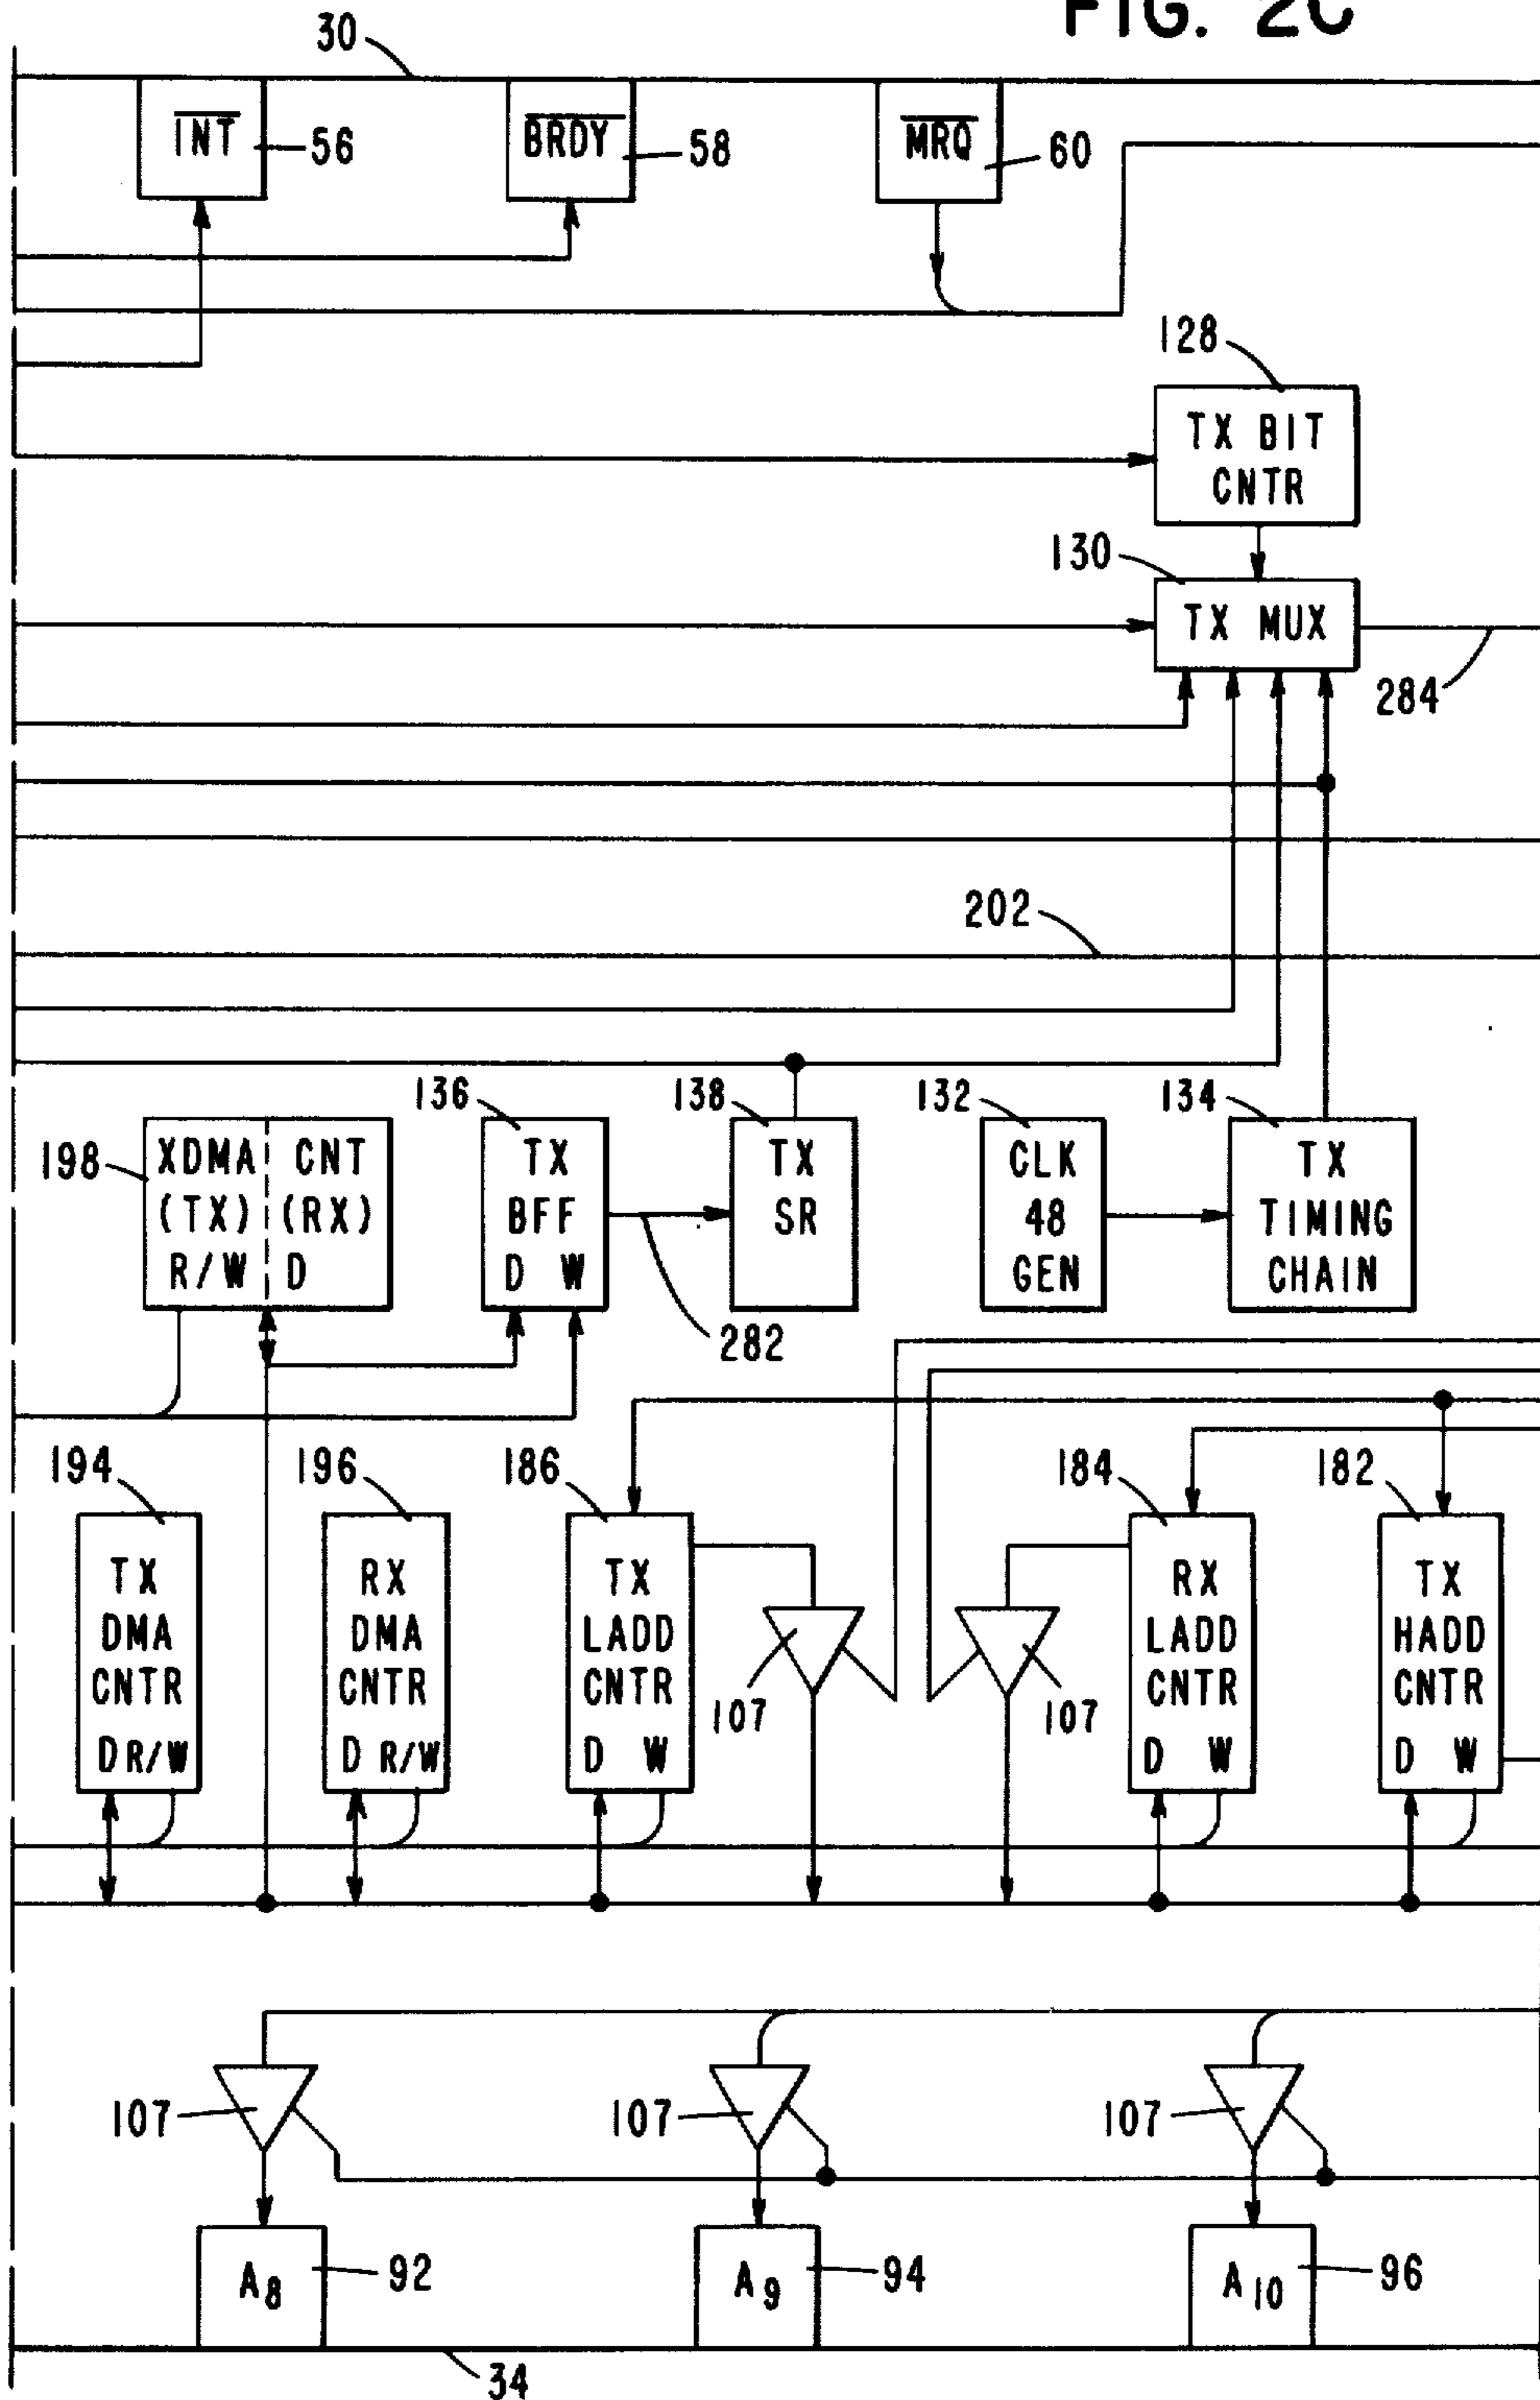 FIG. 2C
30
INT
56
BRDY
58
MRQ
60
128
TX BIT
CNTR
130
TX MUX
284
202
198
XDMA CNT
(TX) (RX)
R/W D
136
TX
BFF
D W
282
138
TX
SR
132
CLK
48
GEN
134
TX
TIMING
CHAIN
194
TX
DMA
CNTR
D R/W
196
RX
DMA
CNTR
D R/W
186
TX
LADD
CNTR
D W
107
107
184
RX
LADD
CNTR
D W
182
TX
HADD
CNTR
D W
107
107
107
A8
92
A9
94
A10
96
34